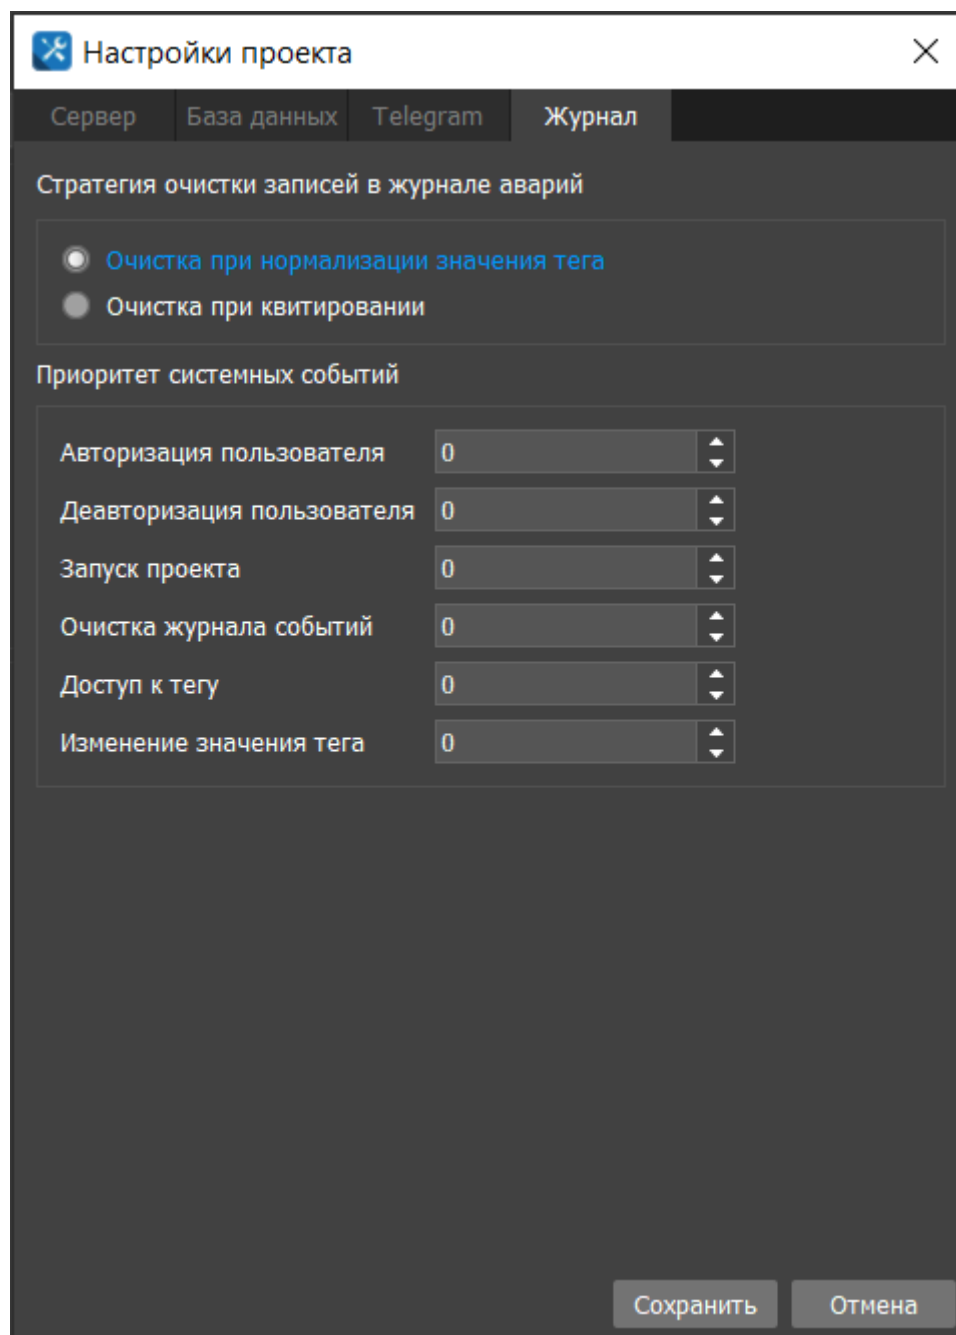 Настройки проекта
Сервер База данных Telegram Журнал
Стратегия очистки записей в журнале аварий
Очистка при нормализации значения тега
Очистка при квитировании
Приоритет системных событий
Авторизация пользователя 0
Деавторизация пользователя 0
Запуск проекта 0
Очистка журнала событий 0
Доступ к тегу 0
Изменение значения тега 0
Сохранить Отмена